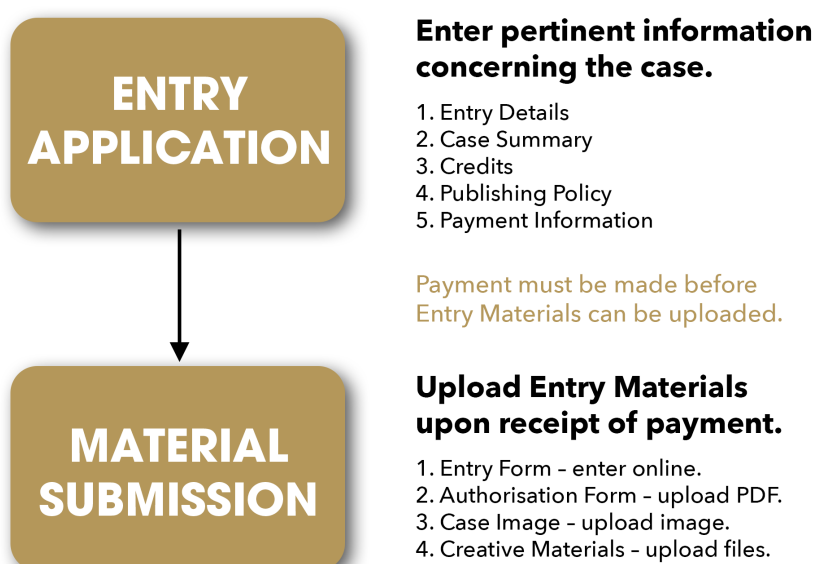 ENTRY
APPLICATION
Enter pertinent information
concerning the case.
1. Entry Details
2. Case Summary
3. Credits
4. Publishing Policy
5. Payment Information
Payment must be made before
Entry Materials can be uploaded.
MATERIAL
SUBMISSION
Upload Entry Materials
upon receipt of payment.
1. Entry Form – enter online.
2. Authorisation Form – upload PDF.
3. Case Image – upload image.
4. Creative Materials – upload files.